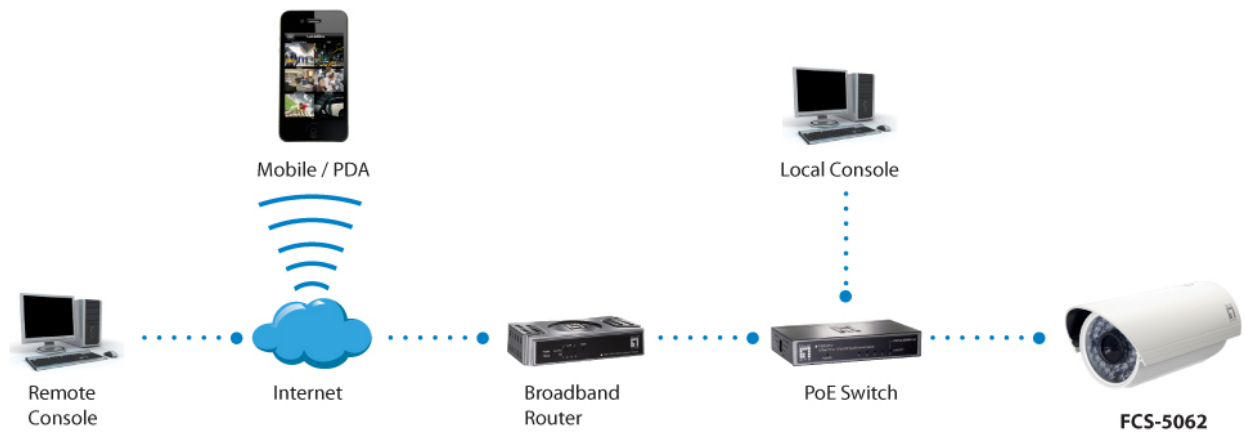 Mobile / PDA
Local Console
Remote
Console
Internet
Broadband
Router
PoE Switch
FCS-5062